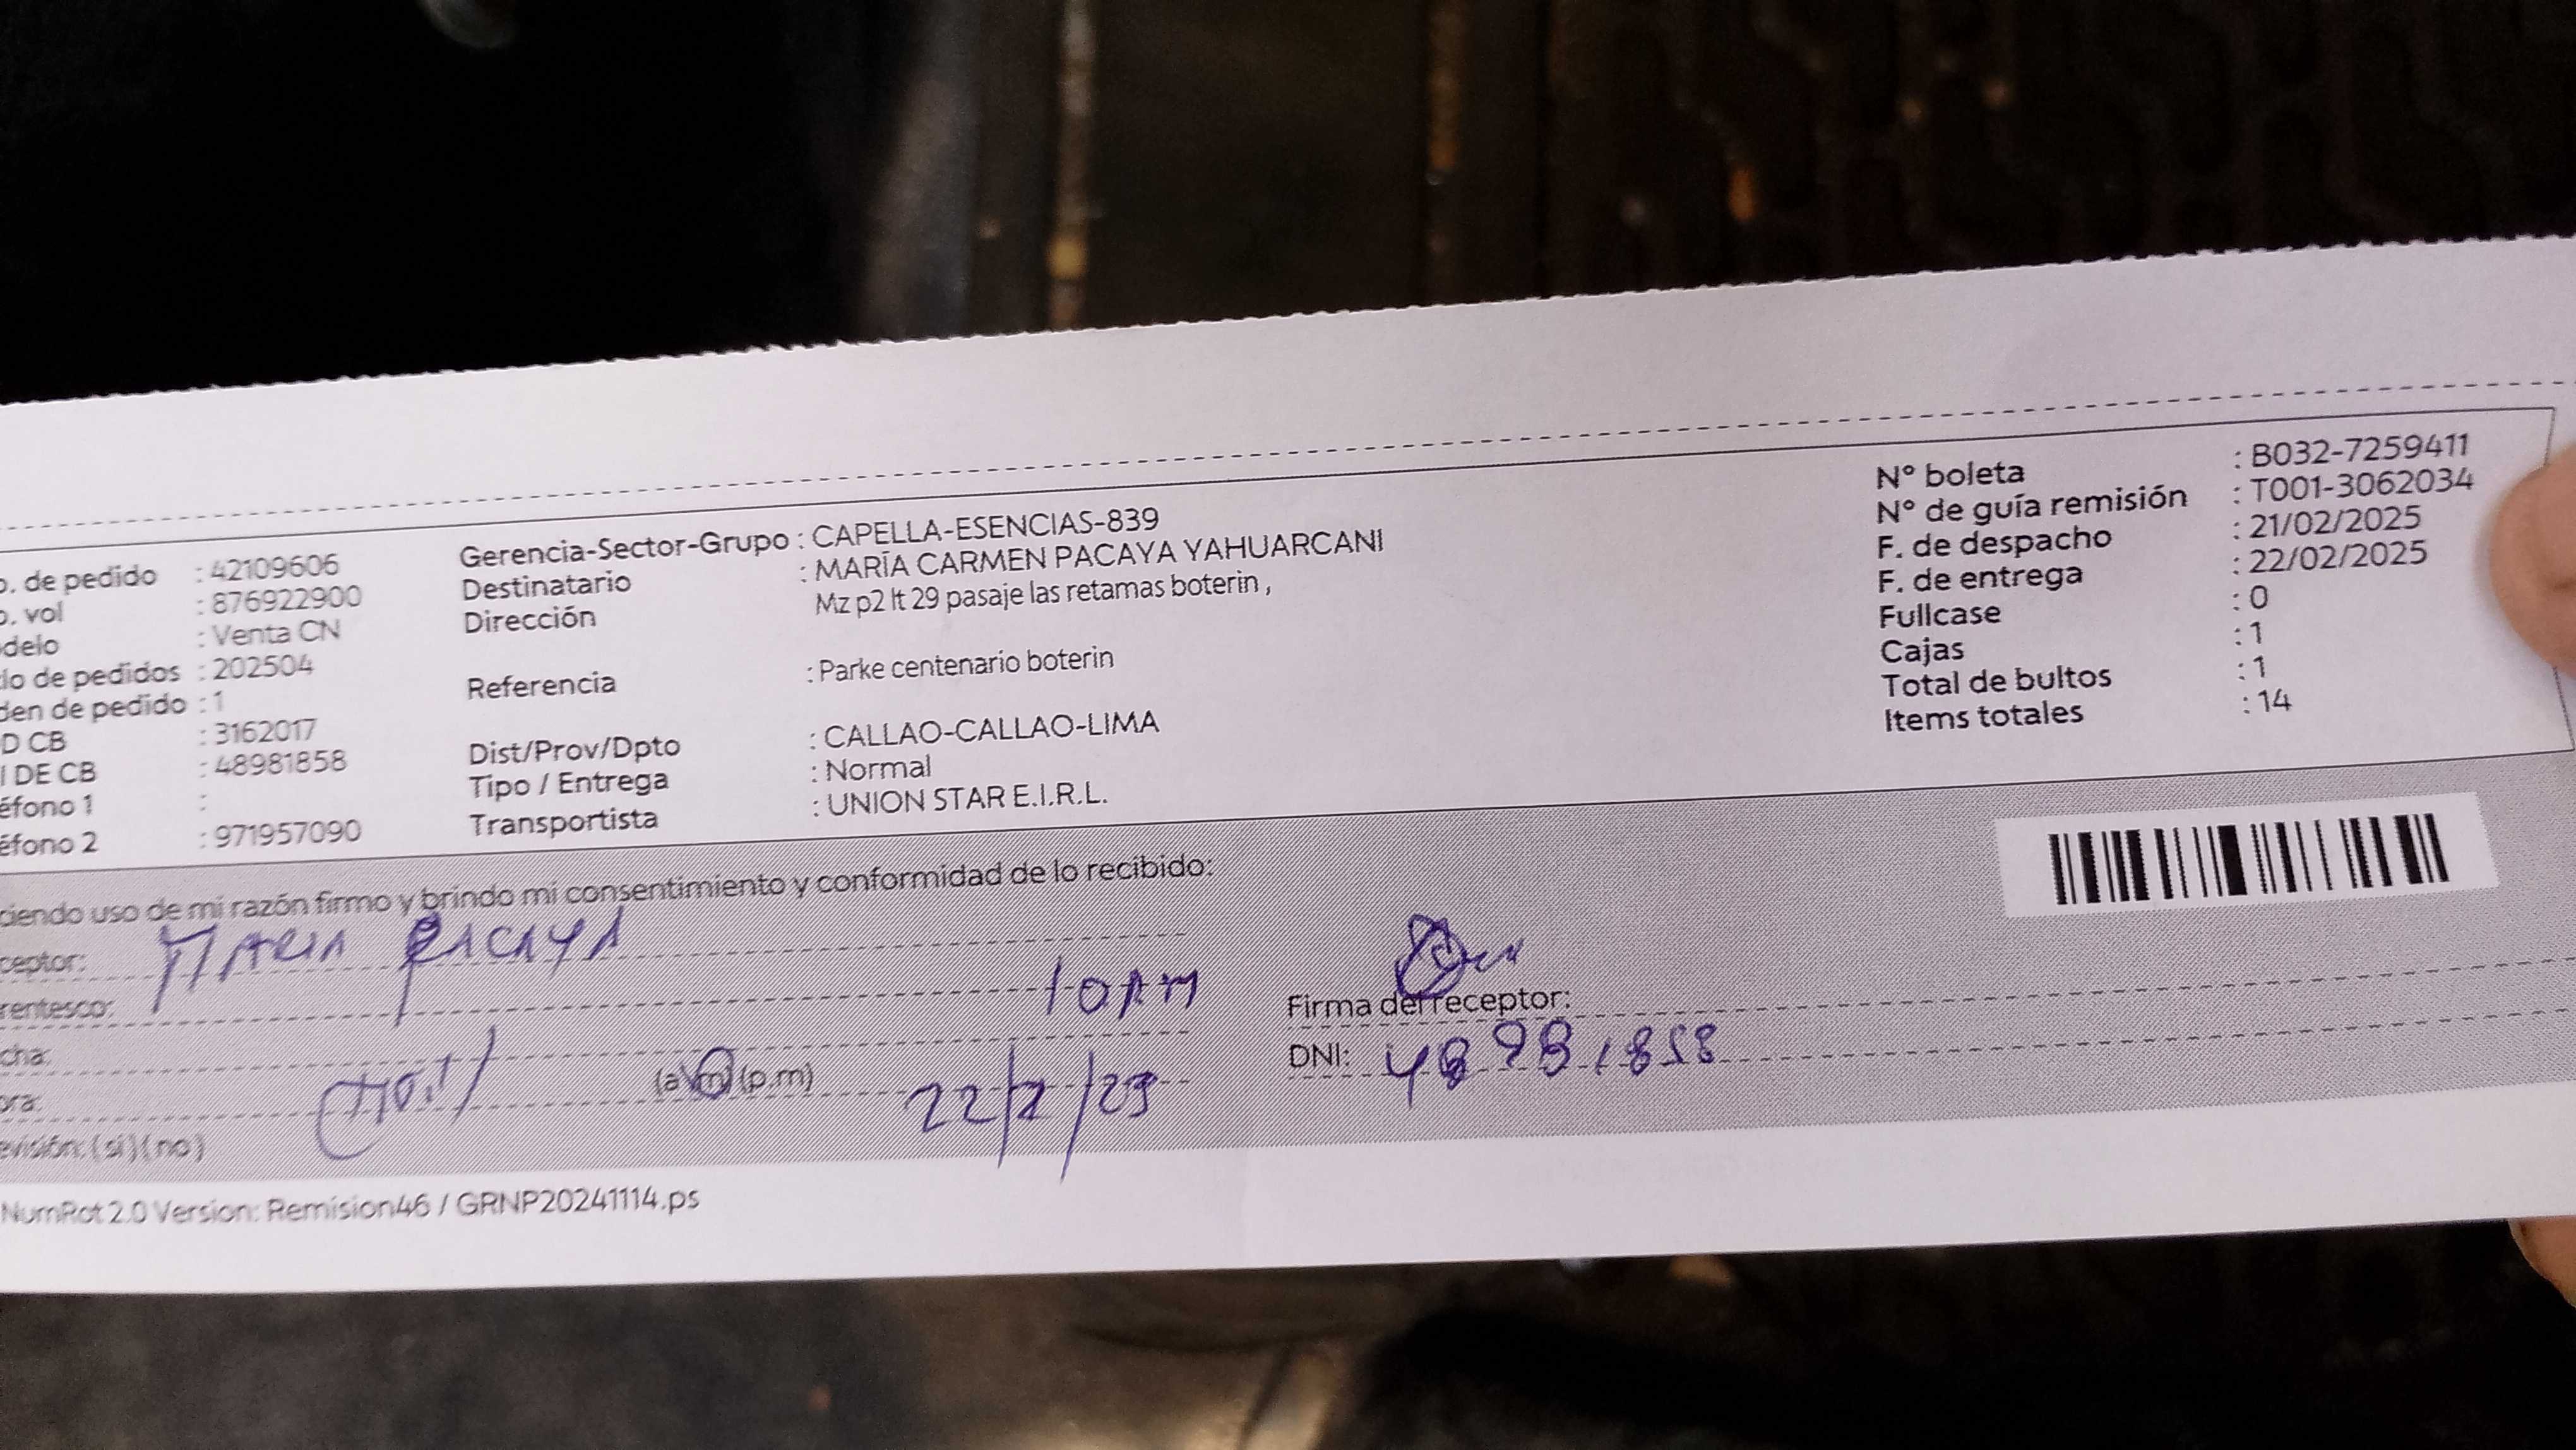 Nº boleta : B032-7259411
Nº de guía remisión : T001-3062034
F. de despacho : 21/02/2025
F. de entrega : 22/02/2025
Fullcase : 0
Cajas : 1
Total de bultos : 1
Items totales : 14
Gerencia-Sector-Grupo : CAPELLA-ESENCIAS-839
Destinatario : MARÍA CARMEN PACAYA YAHUARCANI
Dirección Mz p2 lt 29 pasaje las retamas boterin ,
Referencia : Parke centenario boterin
Dist/Prov/Dpto : CALLAO-CALLAO-LIMA
Tipo / Entrega : Normal
Transportista : UNION STAR E.I.R.L.
o. de pedido : 42109606
o. vol : 876922900
delo : Venta CN
lo de pedidos : 202504
den de pedido : 1
D CB : 3162017
I DE CB : 48981858
éfono 1 :
éfono 2 : 971957090
ciendo uso de mi razón firmo y brindo mi consentimiento y conformidad de lo recibido:
ceptor: MARIA PACAYA
rentesco: 10AM
cha:
ora: (a.m) (p.m) 22/2/25
evisión: (si) (no)
Firma del receptor:
DNI: 48981858
NumRot 2.0 Version: Remision46 / GRNP20241114.ps